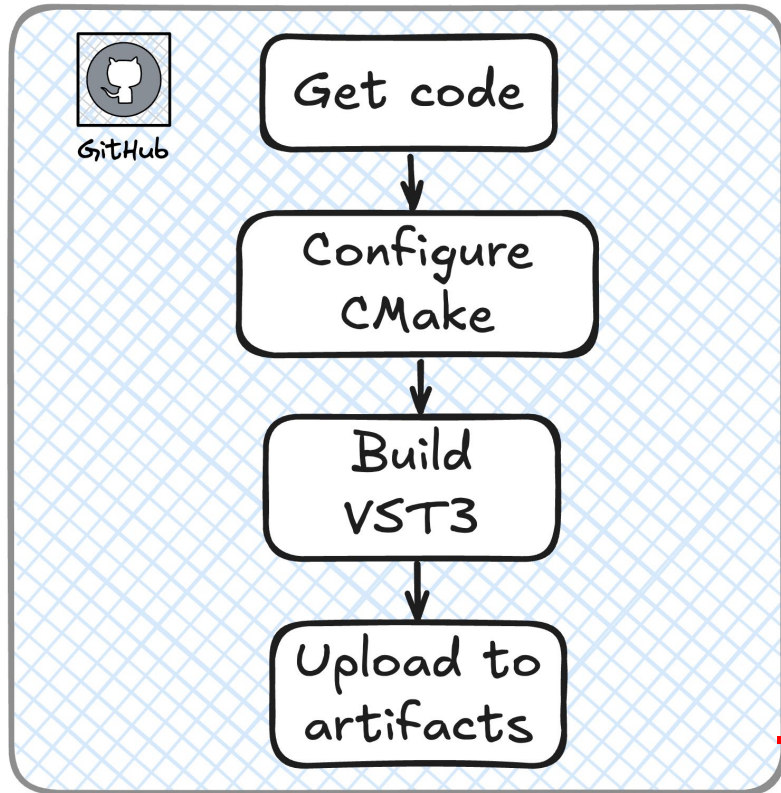 GitHub
Get code
Configure
CMake
Build
VST3
Upload to
artifacts